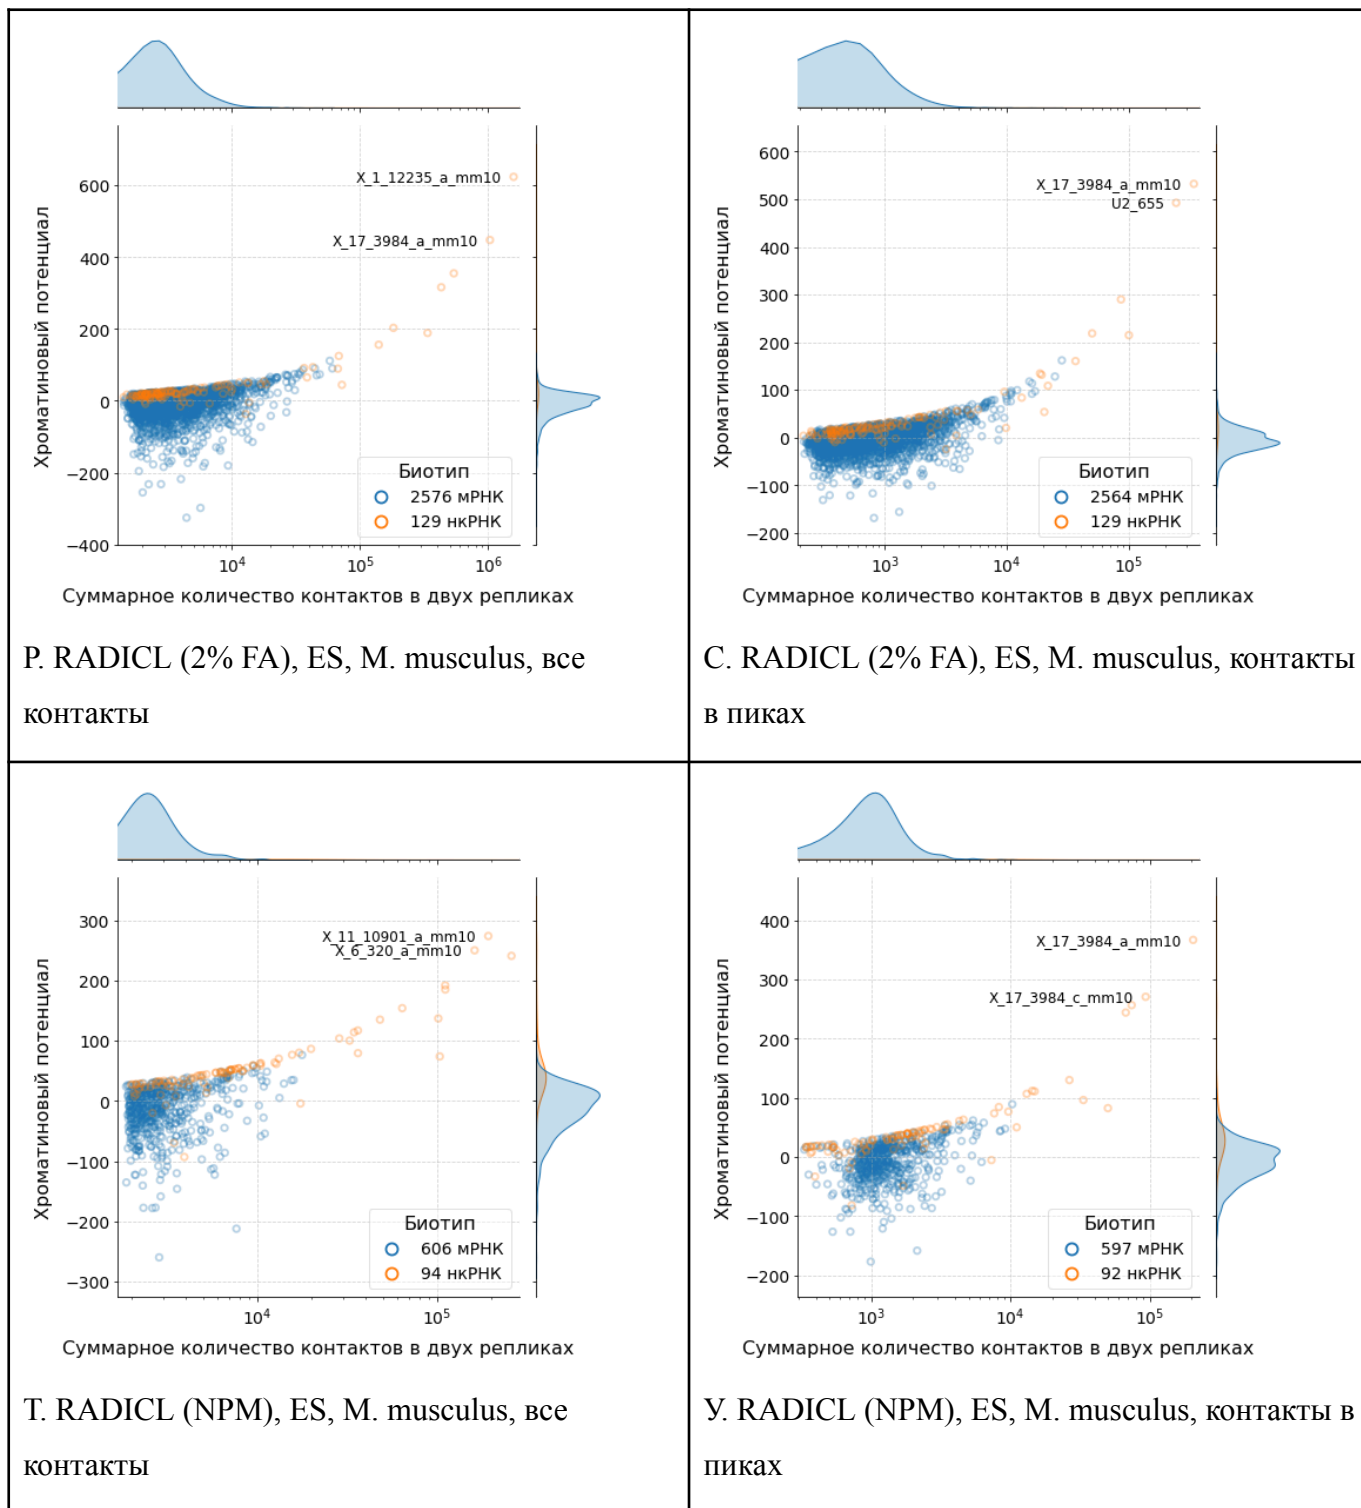 Хроматиновый потенциал
600
400
200
0
−200
−400
X_1_12235_a_mm10
X_17_3984_a_mm10
Биотип
2576 мРНК
129 нкРНК
10⁴ 10⁵ 10⁶
Суммарное количество контактов в двух репликах
Р. RADICL (2% FA), ES, M. musculus, все
контакты
Хроматиновый потенциал
600
500
400
300
200
100
0
−100
−200
X_17_3984_a_mm10
U2_655
Биотип
2564 мРНК
129 нкРНК
10³ 10⁴ 10⁵
Суммарное количество контактов в двух репликах
С. RADICL (2% FA), ES, M. musculus, контакты
в пиках
Хроматиновый потенциал
300
200
100
0
−100
−200
−300
X_11_10901_a_mm10
X_6_320_a_mm10
Биотип
606 мРНК
94 нкРНК
10⁴ 10⁵
Суммарное количество контактов в двух репликах
Т. RADICL (NPM), ES, M. musculus, все
контакты
Хроматиновый потенциал
400
300
200
100
0
−100
−200
X_17_3984_a_mm10
X_17_3984_c_mm10
Биотип
597 мРНК
92 нкРНК
10³ 10⁴ 10⁵
Суммарное количество контактов в двух репликах
У. RADICL (NPM), ES, M. musculus, контакты в
пиках